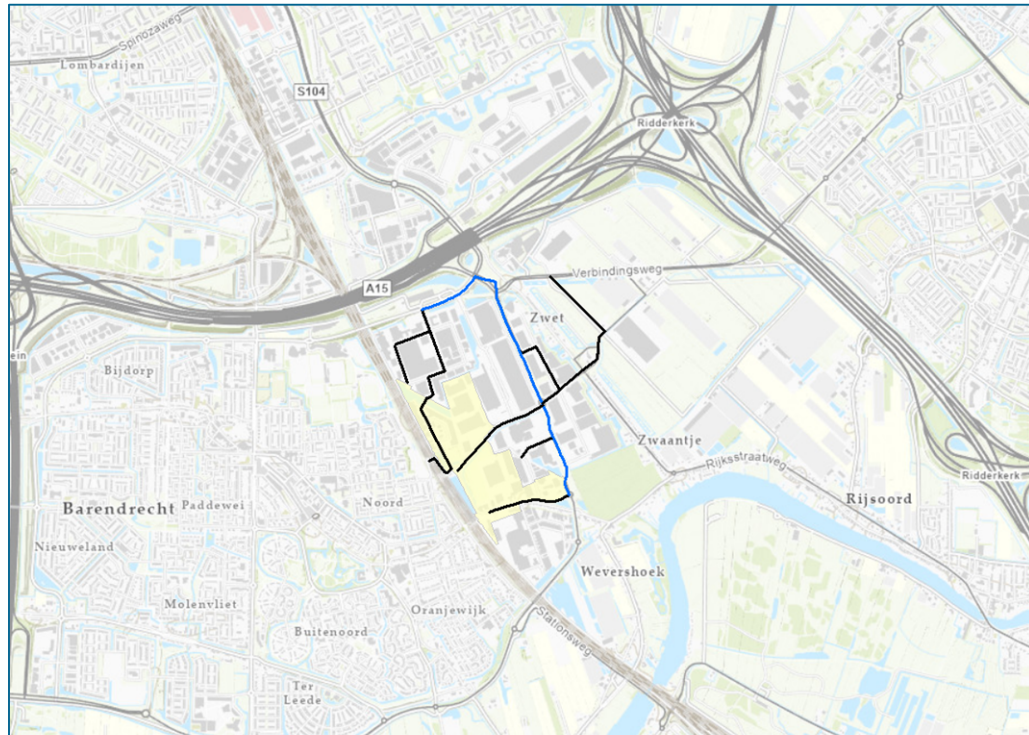 Spinozaweg
Lombardijen
S104
Ridderkerk
A15
Verbindingsweg
Zwet
ein
Bijdorp
Zwaantje
Rijksstraatweg
Ridderkerk
Noord
Rijsoord
Barendrecht
Paddewei
Nieuweland
Wevershoek
Molenvliet
Oranjewijk
Buitenoord
Stationsweg
Ter
Leede